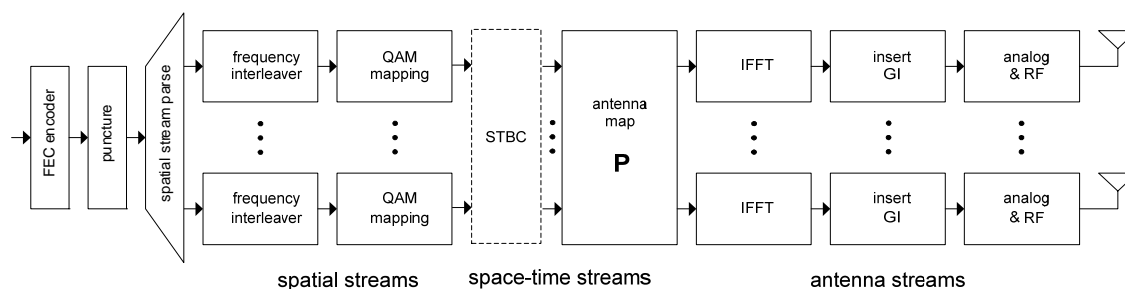 FEC encoder
puncture
spatial stream parse
frequency
interleaver
QAM
mapping
STBC
antenna
map
P
IFFT
insert
GI
analog
& RF
frequency
interleaver
QAM
mapping
IFFT
insert
GI
analog
& RF
spatial streams
space-time streams
antenna streams